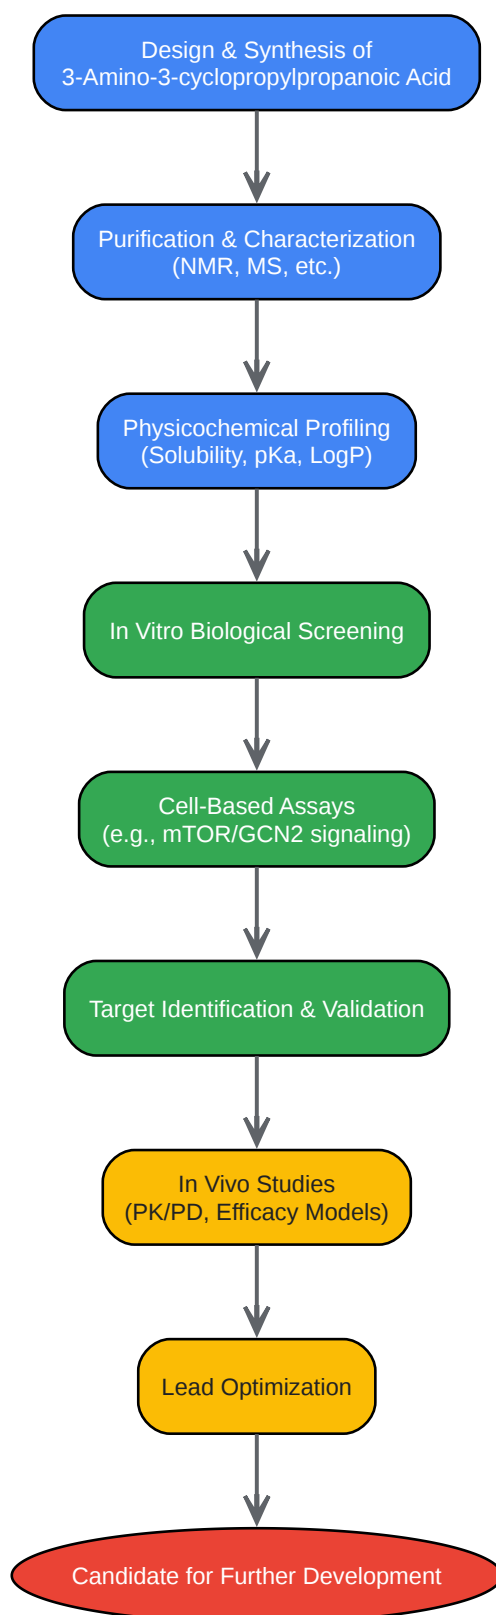 Design & Synthesis of
3-Amino-3-cyclopropylpropanoic Acid
Purification & Characterization
(NMR, MS, etc.)
Physicochemical Profiling
(Solubility, pKa, LogP)
In Vitro Biological Screening
Cell-Based Assays
(e.g., mTOR/GCN2 signaling)
Target Identification & Validation
In Vivo Studies
(PK/PD, Efficacy Models)
Lead Optimization
Candidate for Further Development